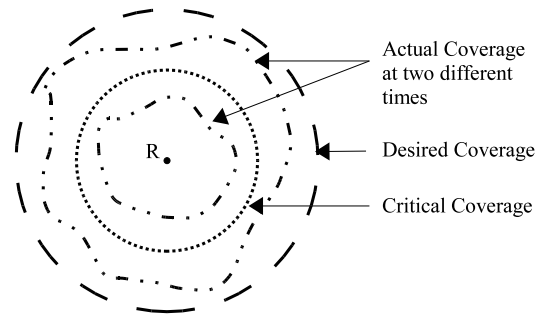 Actual Coverage
at two different
times
R
Desired Coverage
Critical Coverage